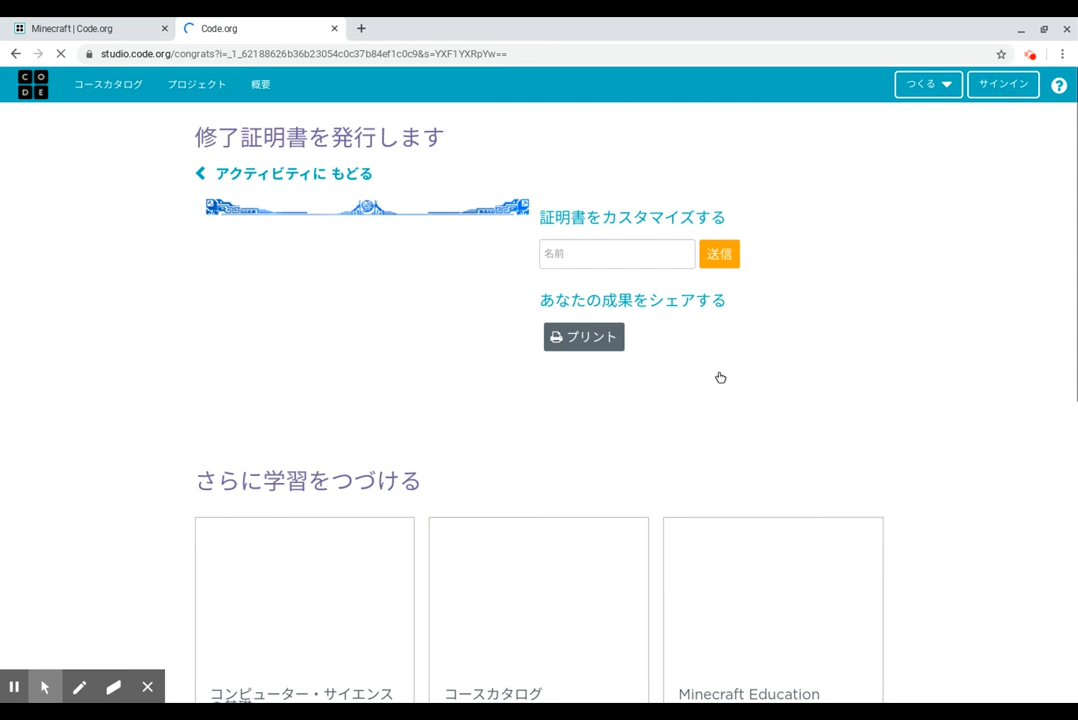 Minecraft | Code.org
Code.org
studio.code.org/congrats?i=_1_62188626b36b23054c0c37b84ef1c0c9&s=YXF1YXRpYw==
CODE
コースカタログ
プロジェクト
概要
つくる
サインイン
?
修了証明書を発行します
アクティビティに もどる
証明書をカスタマイズする
名前
送信
あなたの成果をシェアする
プリント
さらに学習をつづける
コンピューター・サイエンス
の基礎
コースカタログ
Minecraft Education